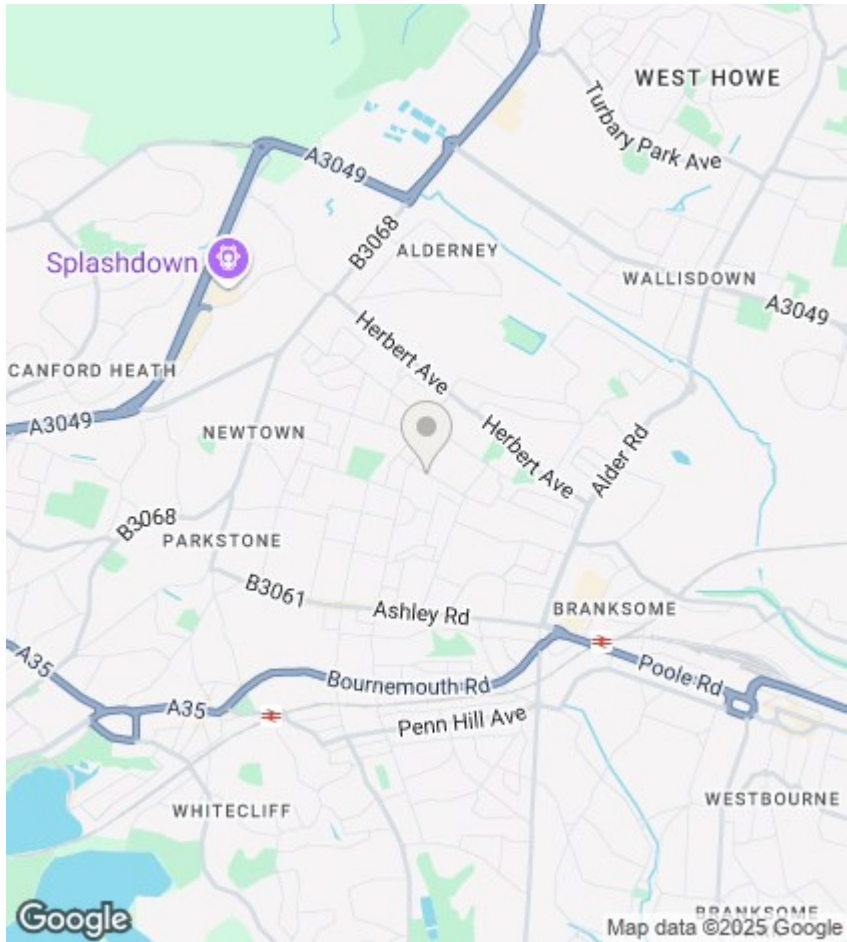 WEST HOWE
Turbary Park Ave
A3049
B3068
ALDERNEY
Splashdown
WALLISDOWN
A3049
Herbert Ave
CANFORD HEATH
A3049
NEWTOWN
Herbert Ave
Alder Rd
B3068
PARKSTONE
B3061
Ashley Rd
BRANKSOME
A35
Bournemouth Rd
Poole Rd
A35
Penn Hill Ave
WHITECLIFF
WESTBOURNE
BRANKSOME
Google
Map data ©2025 Google